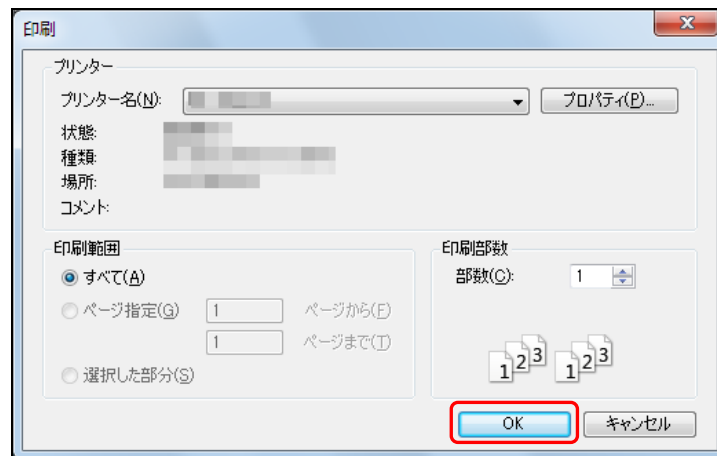 印刷
プリンター
プリンター名(N):
プロパティ(P)...
状態:
種類:
場所:
コメント:
印刷範囲
すべて(A)
ページ指定(G) 1 ページから(F)
1 ページまで(T)
選択した部分(S)
印刷部数
部数(C): 1
1 2 3 1 2 3
OK キャンセル